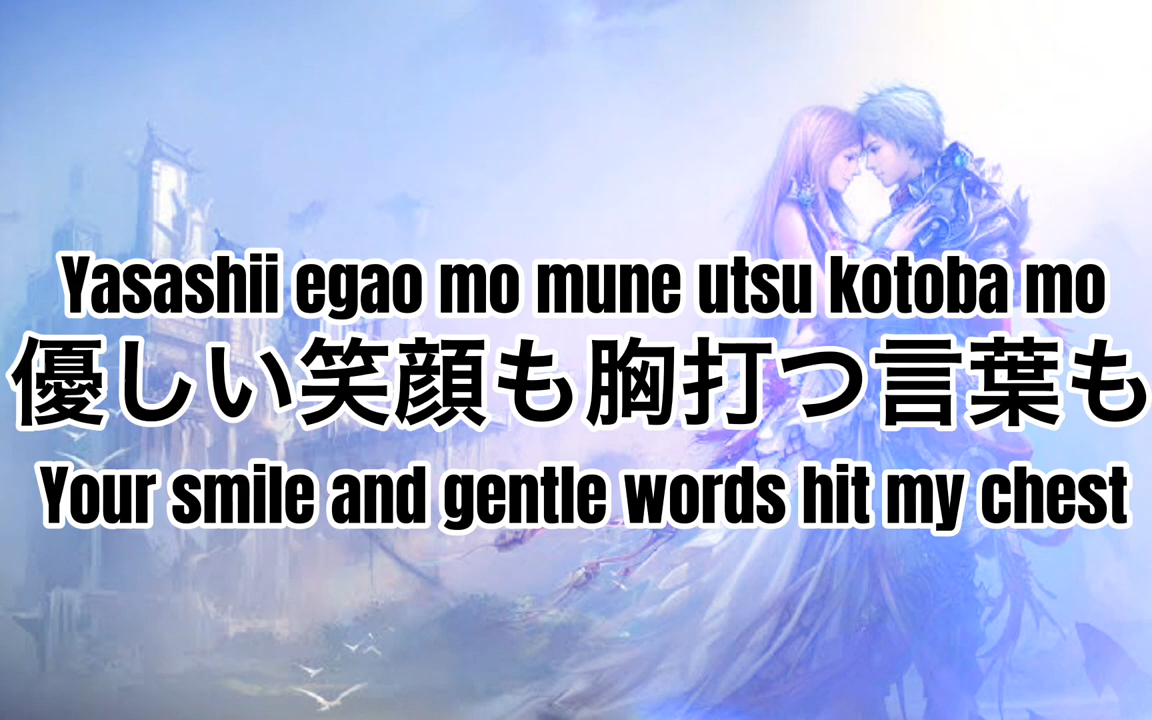 Yasashii egao mo mune utsu kotoba mo
優しい笑顔も胸打つ言葉も
Your smile and gentle words hit my chest